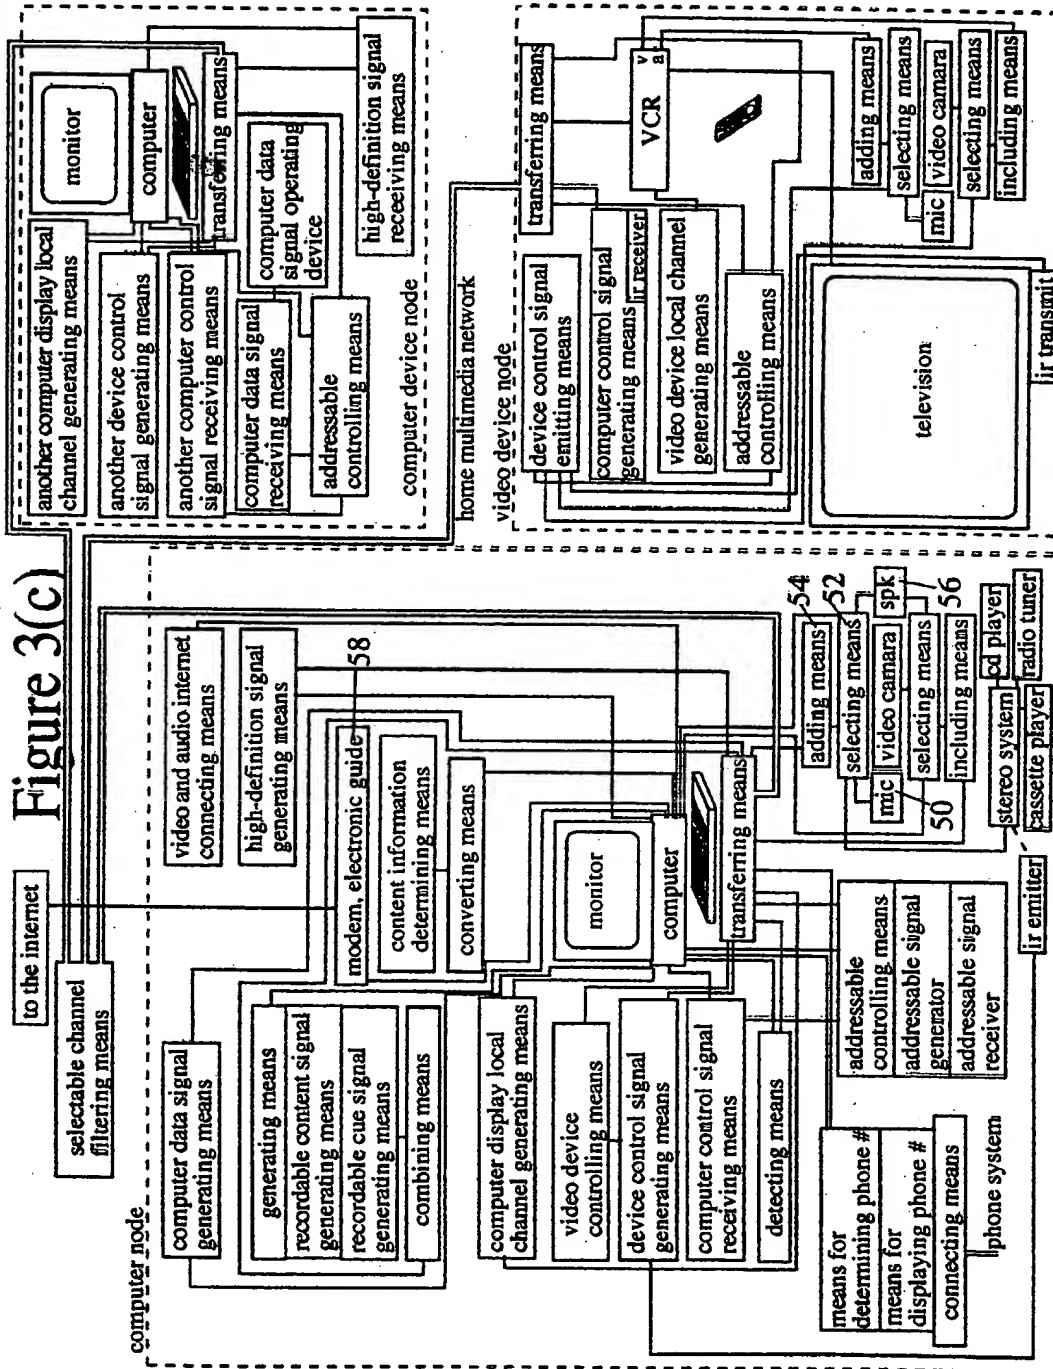 Figure 3(c)
to the internet
selectable channel
filtering means
computer node
computer data signal
generating means
generating means
recordable content signal
generating means
recordable cue signal
generating means
combining means
computer display local
channel generating means
video device
controlling means
device control signal
generating means
computer control signal
receiving means
detecting means
means for
determining phone #
means for
displaying phone #
connecting means
phone system
video and audio internet
connecting means
high-definition signal
generating means
modem, electronic guide
58
content information
determining means
converting means
monitor
computer
transferring means
addressable
controlling means
addressable signal
generator
addressable signal
receiver
ir emitter
adding means
54
selecting means
52
mic
video camara
spk
50
selecting means
56
including means
stereo system
cd player
radio tuner
cassette player
another computer display local
channel generating means
another device control
signal generating means
another computer control
signal receiving means
computer data signal
receiving means
addressable
controlling means
monitor
computer
transferring means
computer data
signal operating
device
high-definition signal
receeiving means
computer device node
home multimedia network
video device node
device control signal
emitting means
computer control signal
generating means
ir receiver
video device local channel
generating means
addressable
controlling means
transferring means
VCR
v
a
adding means
selecting means
mic
video camara
selecting means
including means
television
ir transmit